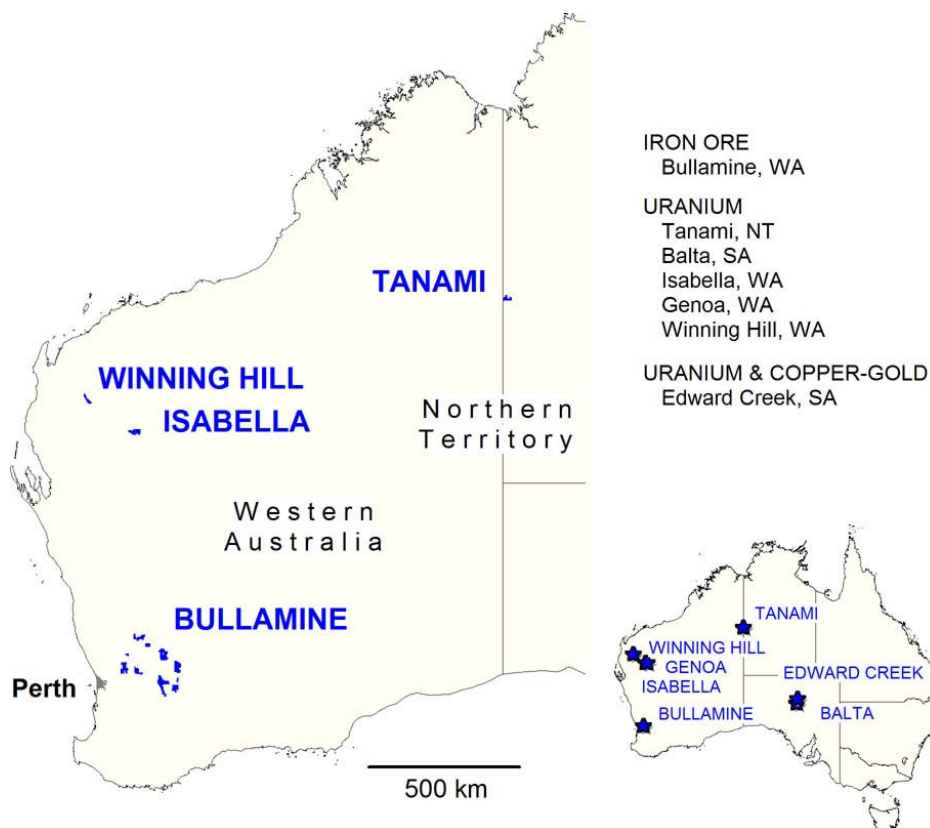 TANAMI
WINNING HILL
ISABELLA
Northern
Territory
Western
Australia
BULLAMINE
Perth
500 km
IRON ORE
Bullamine, WA
URANIUM
Tanami, NT
Balta, SA
Isabella, WA
Genoa, WA
Winning Hill, WA
URANIUM & COPPER-GOLD
Edward Creek, SA
TANAMI
WINNING HILL
GENOA
EDWARD CREEK
ISABELLA
BULLAMINE
BALTA